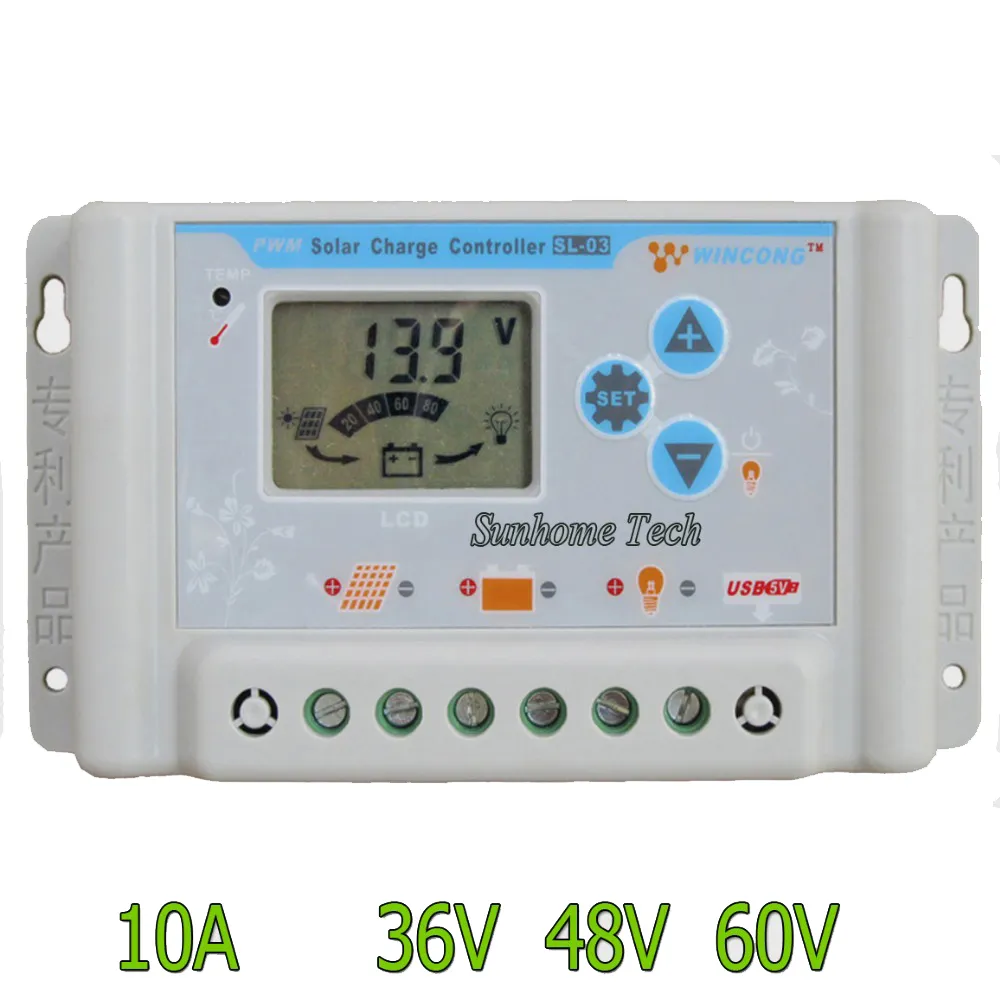 PWM Solar Charge Controller SL-03
WINCONG™
TEMP
13.9 V
20 40 60 80
+
SET
−
LCD
Sunhome Tech
+ − + − + − USB 5V
专利产品
专利产品
10A 36V 48V 60V